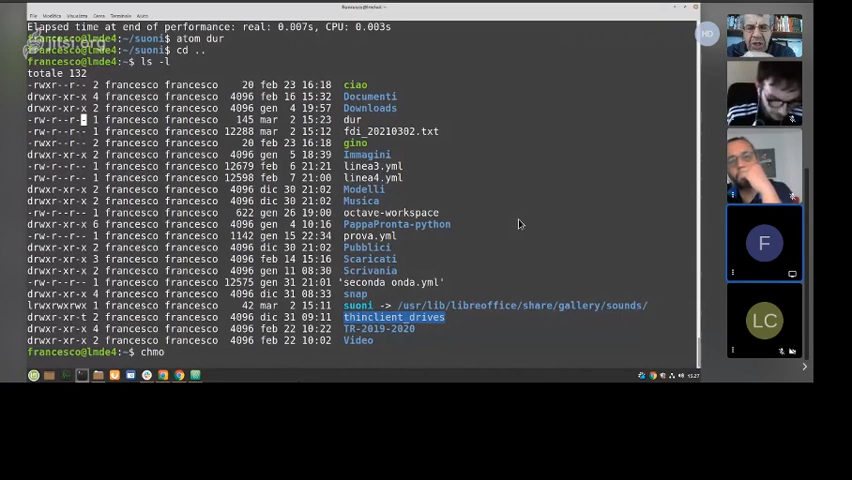 francesco@lmde4
File Modifica Visualizza Cerca Terminale Aiuto
Elapsed time at end of performance: real: 0.007s, CPU: 0.003s
francesco@lmde4:~/suoni$ atom dur
francesco@lmde4:~/suoni$ cd ..
francesco@lmde4:~$ ls -l
totale 132
-rwxr--r-- 2 francesco francesco 20 feb 23 16:18 ciao
drwxr-xr-x 4 francesco francesco 4096 feb 16 15:32 Documenti
drwxr-xr-x 2 francesco francesco 4096 gen 4 19:57 Downloads
-rw-r--r-- 1 francesco francesco 145 mar 2 15:23 dur
-rw-r--r-- 1 francesco francesco 12288 mar 2 15:12 fdi_20210302.txt
-rwxr--r-- 2 francesco francesco 20 feb 23 16:18 gino
drwxr-xr-x 2 francesco francesco 4096 gen 5 18:39 Immagini
-rw-r--r-- 1 francesco francesco 12679 feb 6 21:21 linea3.yml
-rw-r--r-- 1 francesco francesco 12598 feb 7 21:00 linea4.yml
drwxr-xr-x 2 francesco francesco 4096 dic 30 21:02 Modelli
drwxr-xr-x 2 francesco francesco 4096 dic 30 21:02 Musica
-rw-r--r-- 1 francesco francesco 622 gen 26 19:00 octave-workspace
drwxr-xr-x 6 francesco francesco 4096 gen 4 10:16 PappaPronta-python
-rw-r--r-- 1 francesco francesco 1142 gen 15 22:34 prova.yml
drwxr-xr-x 2 francesco francesco 4096 dic 30 21:02 Pubblici
drwxr-xr-x 3 francesco francesco 4096 feb 14 15:16 Scaricati
drwxr-xr-x 2 francesco francesco 4096 gen 11 08:30 Scrivania
-rw-r--r-- 1 francesco francesco 12575 gen 31 21:01 'seconda onda.yml'
drwxr-xr-x 4 francesco francesco 4096 dic 31 08:33 snap
lrwxrwxrwx 1 francesco francesco 42 mar 2 15:11 suoni -> /usr/lib/libreoffice/share/gallery/sounds/
drwxr-xr-t 2 francesco francesco 4096 dic 31 09:11 thinclient_drives
drwxr-xr-x 4 francesco francesco 4096 feb 22 10:22 TR-2019-2020
drwxr-xr-x 2 francesco francesco 4096 feb 22 10:02 Video
francesco@lmde4:~$ chmo
15:27
jitsi.org
HD
F
LC